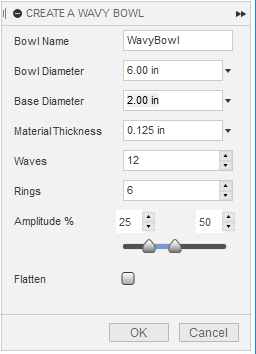 CREATE A WAVY BOWL
Bowl Name WavyBowl
Bowl Diameter 6.00 in
Base Diameter 2.00 in
Material Thickness 0.125 in
Waves 12
Rings 6
Amplitude % 25 50
Flatten
OK Cancel